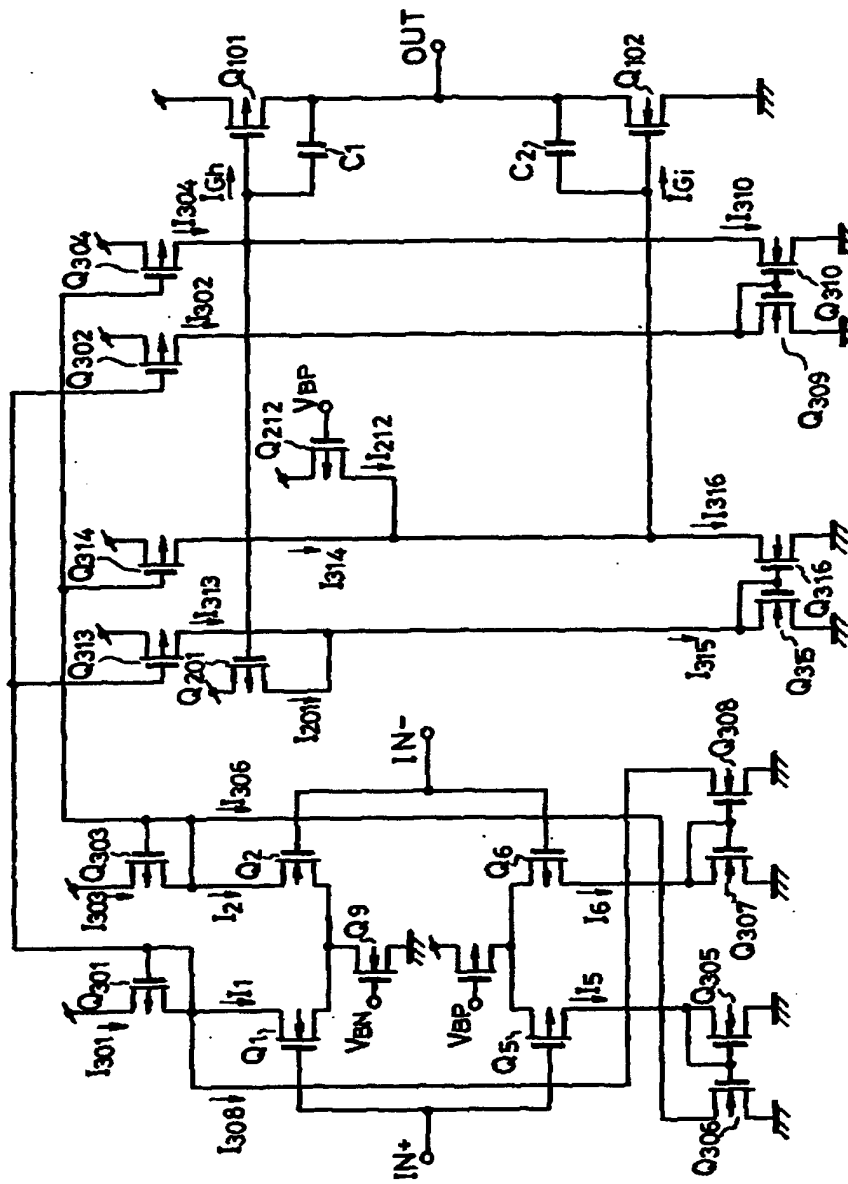 Q101
OUT
Q102
C1
C2
IGh
IGi
I304
I310
Q304
Q310
I302
Q302
Q309
Q212
VBP
I212
I314
I316
Q314
Q316
I313
Q313
I315
Q315
Q201
I201
IN-
I306
Q308
Q303
Q2
Q6
I303
I2
I6
Q307
Q9
Q301
I1
I5
Q305
VBN
VBP
I301
Q1
Q5
I308
Q306
IN+